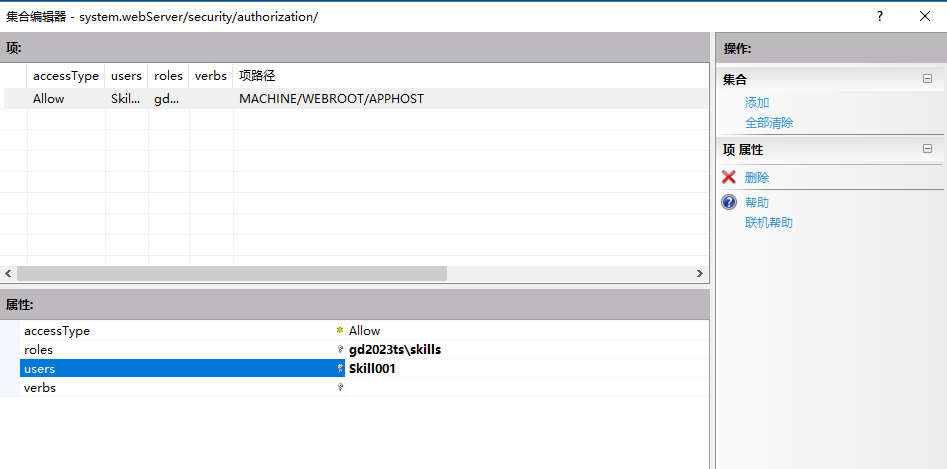 集合编辑器 - system.webServer/security/authorization/
项:
accessType users roles verbs 项路径
Allow Skil... gd... MACHINE/WEBROOT/APPHOST
属性:
accessType Allow
roles gd2023ts\skills
users Skill001
verbs
操作:
集合
添加
全部清除
项 属性
删除
帮助
联机帮助